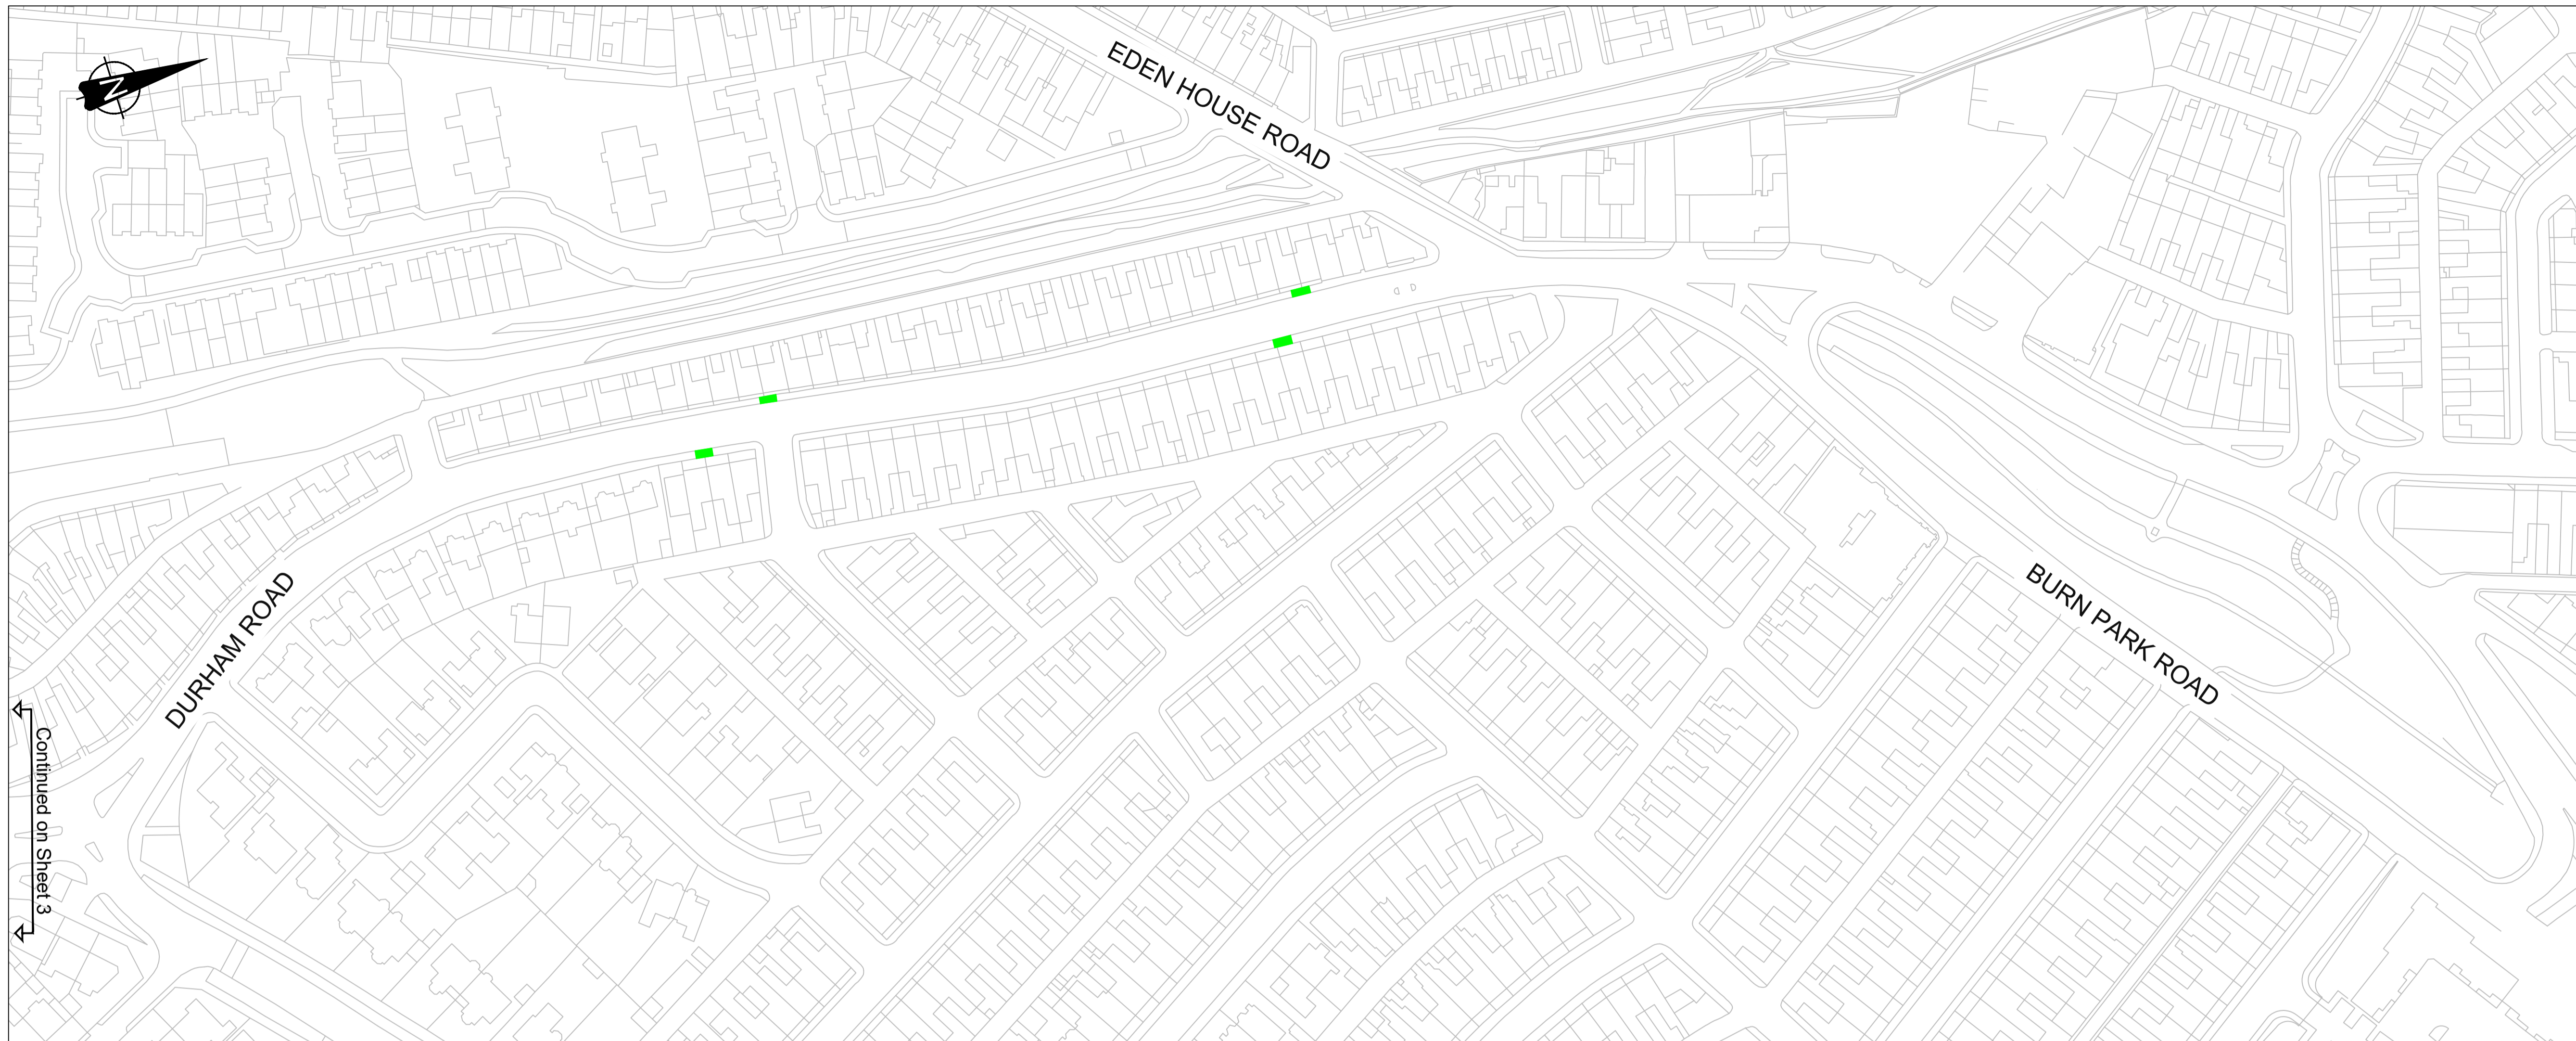 N
EDEN HOUSE ROAD
DURHAM ROAD
BURN PARK ROAD
Continued on Sheet 3